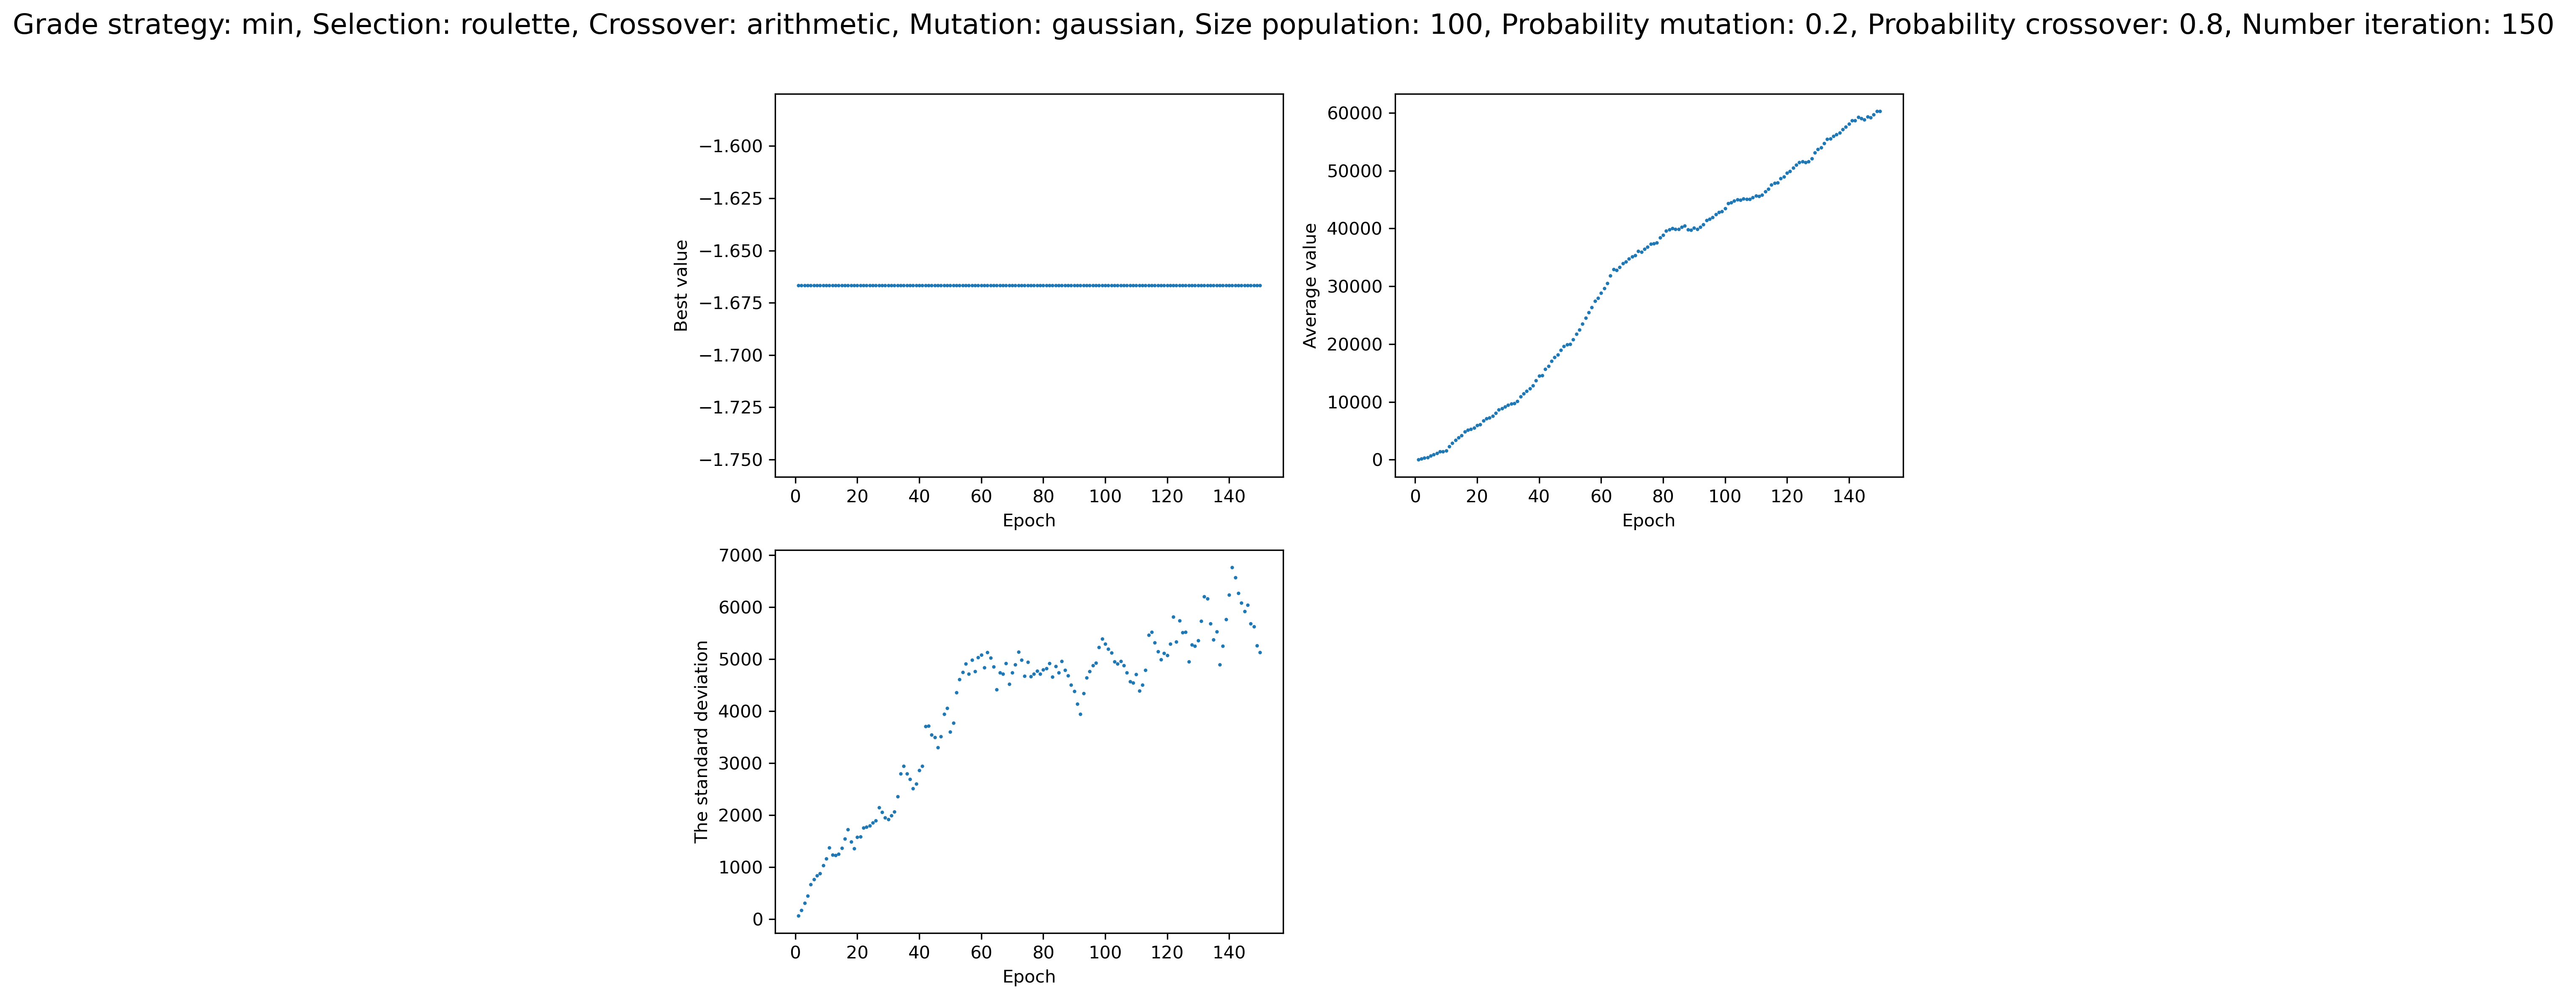 Grade strategy: min, Selection: roulette, Crossover: arithmetic, Mutation: gaussian, Size population: 100, Probability mutation: 0.2, Probability crossover: 0.8, Number iteration: 150
Best value
−1.600
−1.625
−1.650
−1.675
−1.700
−1.725
−1.750
0 20 40 60 80 100 120 140
Epoch
Average value
60000
50000
40000
30000
20000
10000
0
0 20 40 60 80 100 120 140
Epoch
The standard deviation
7000
6000
5000
4000
3000
2000
1000
0
0 20 40 60 80 100 120 140
Epoch